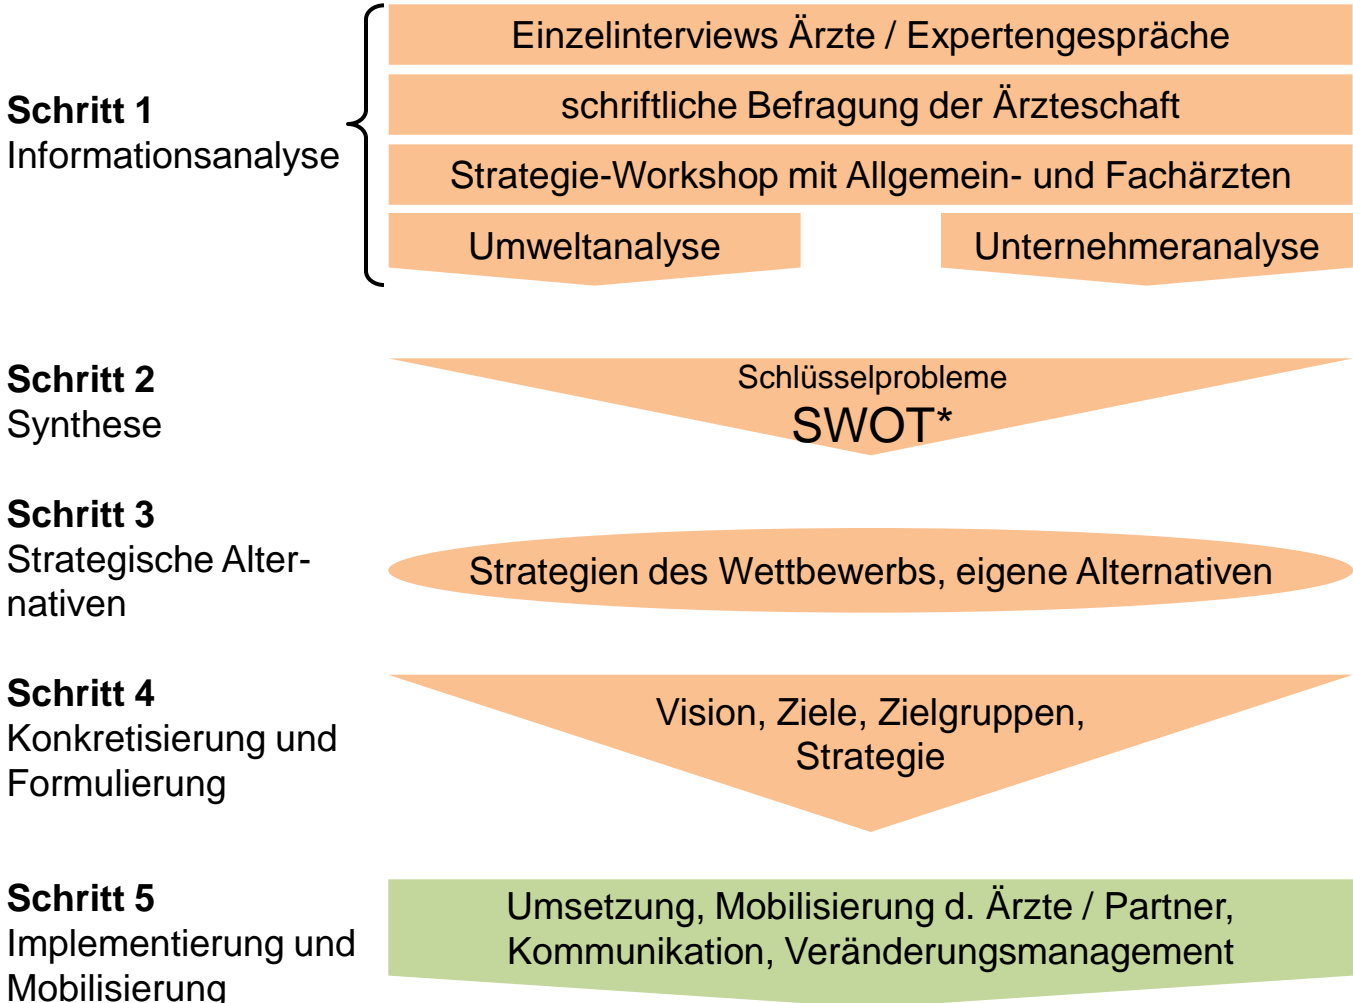 Schritt 1
Informationsanalyse
Einzelinterviews Ärzte / Expertengespräche
schriftliche Befragung der Ärzteschaft
Strategie-Workshop mit Allgemein- und Fachärzten
Umweltanalyse
Unternehmeranalyse
Schritt 2
Synthese
Schlüsselprobleme
SWOT*
Schritt 3
Strategische Alter-
nativen
Strategien des Wettbewerbs, eigene Alternativen
Schritt 4
Konkretisierung und
Formulierung
Vision, Ziele, Zielgruppen,
Strategie
Schritt 5
Implementierung und
Mobilisierung
Umsetzung, Mobilisierung d. Ärzte / Partner,
Kommunikation, Veränderungsmanagement